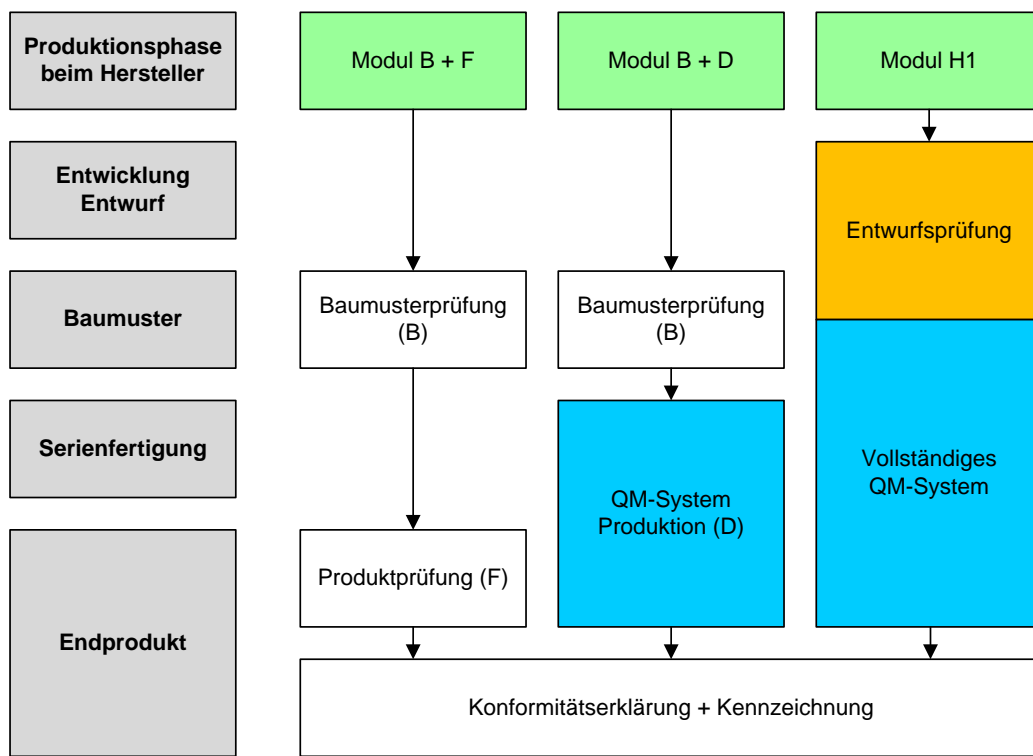 Produktionsphase
beim Hersteller
Modul B + F
Modul B + D
Modul H1
Entwicklung
Entwurf
Entwurfsprüfung
Baumuster
Baumusterprüfung
(B)
Baumusterprüfung
(B)
Serienfertigung
Vollständiges
QM-System
QM-System
Produktion (D)
Produktprüfung (F)
Endprodukt
Konformitätserklärung + Kennzeichnung